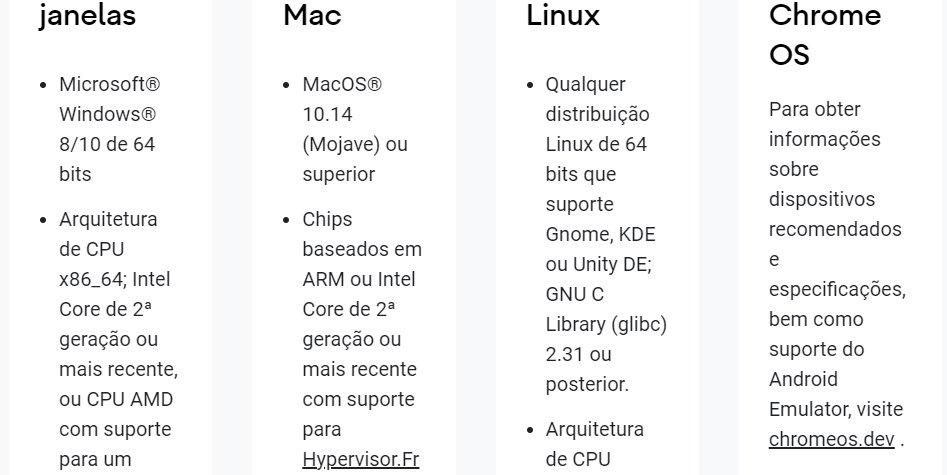 janelas
Microsoft®
Windows®
8/10 de 64
bits
Arquitetura
de CPU
x86_64; Intel
Core de 2ª
geração ou
mais recente,
ou CPU AMD
com suporte
para um
Mac
MacOS®
10.14
(Mojave) ou
superior
Chips
baseados em
ARM ou Intel
Core de 2ª
geração ou
mais recente
com suporte
para
Hypervisor.Fr
Linux
Qualquer
distribuição
Linux de 64
bits que
suporte
Gnome, KDE
ou Unity DE;
GNU C
Library (glibc)
2.31 ou
posterior.
Arquitetura
de CPU
Chrome
OS
Para obter
informações
sobre
dispositivos
recomendados
e
especificações,
bem como
suporte do
Android
Emulator, visite
chromeos.dev .